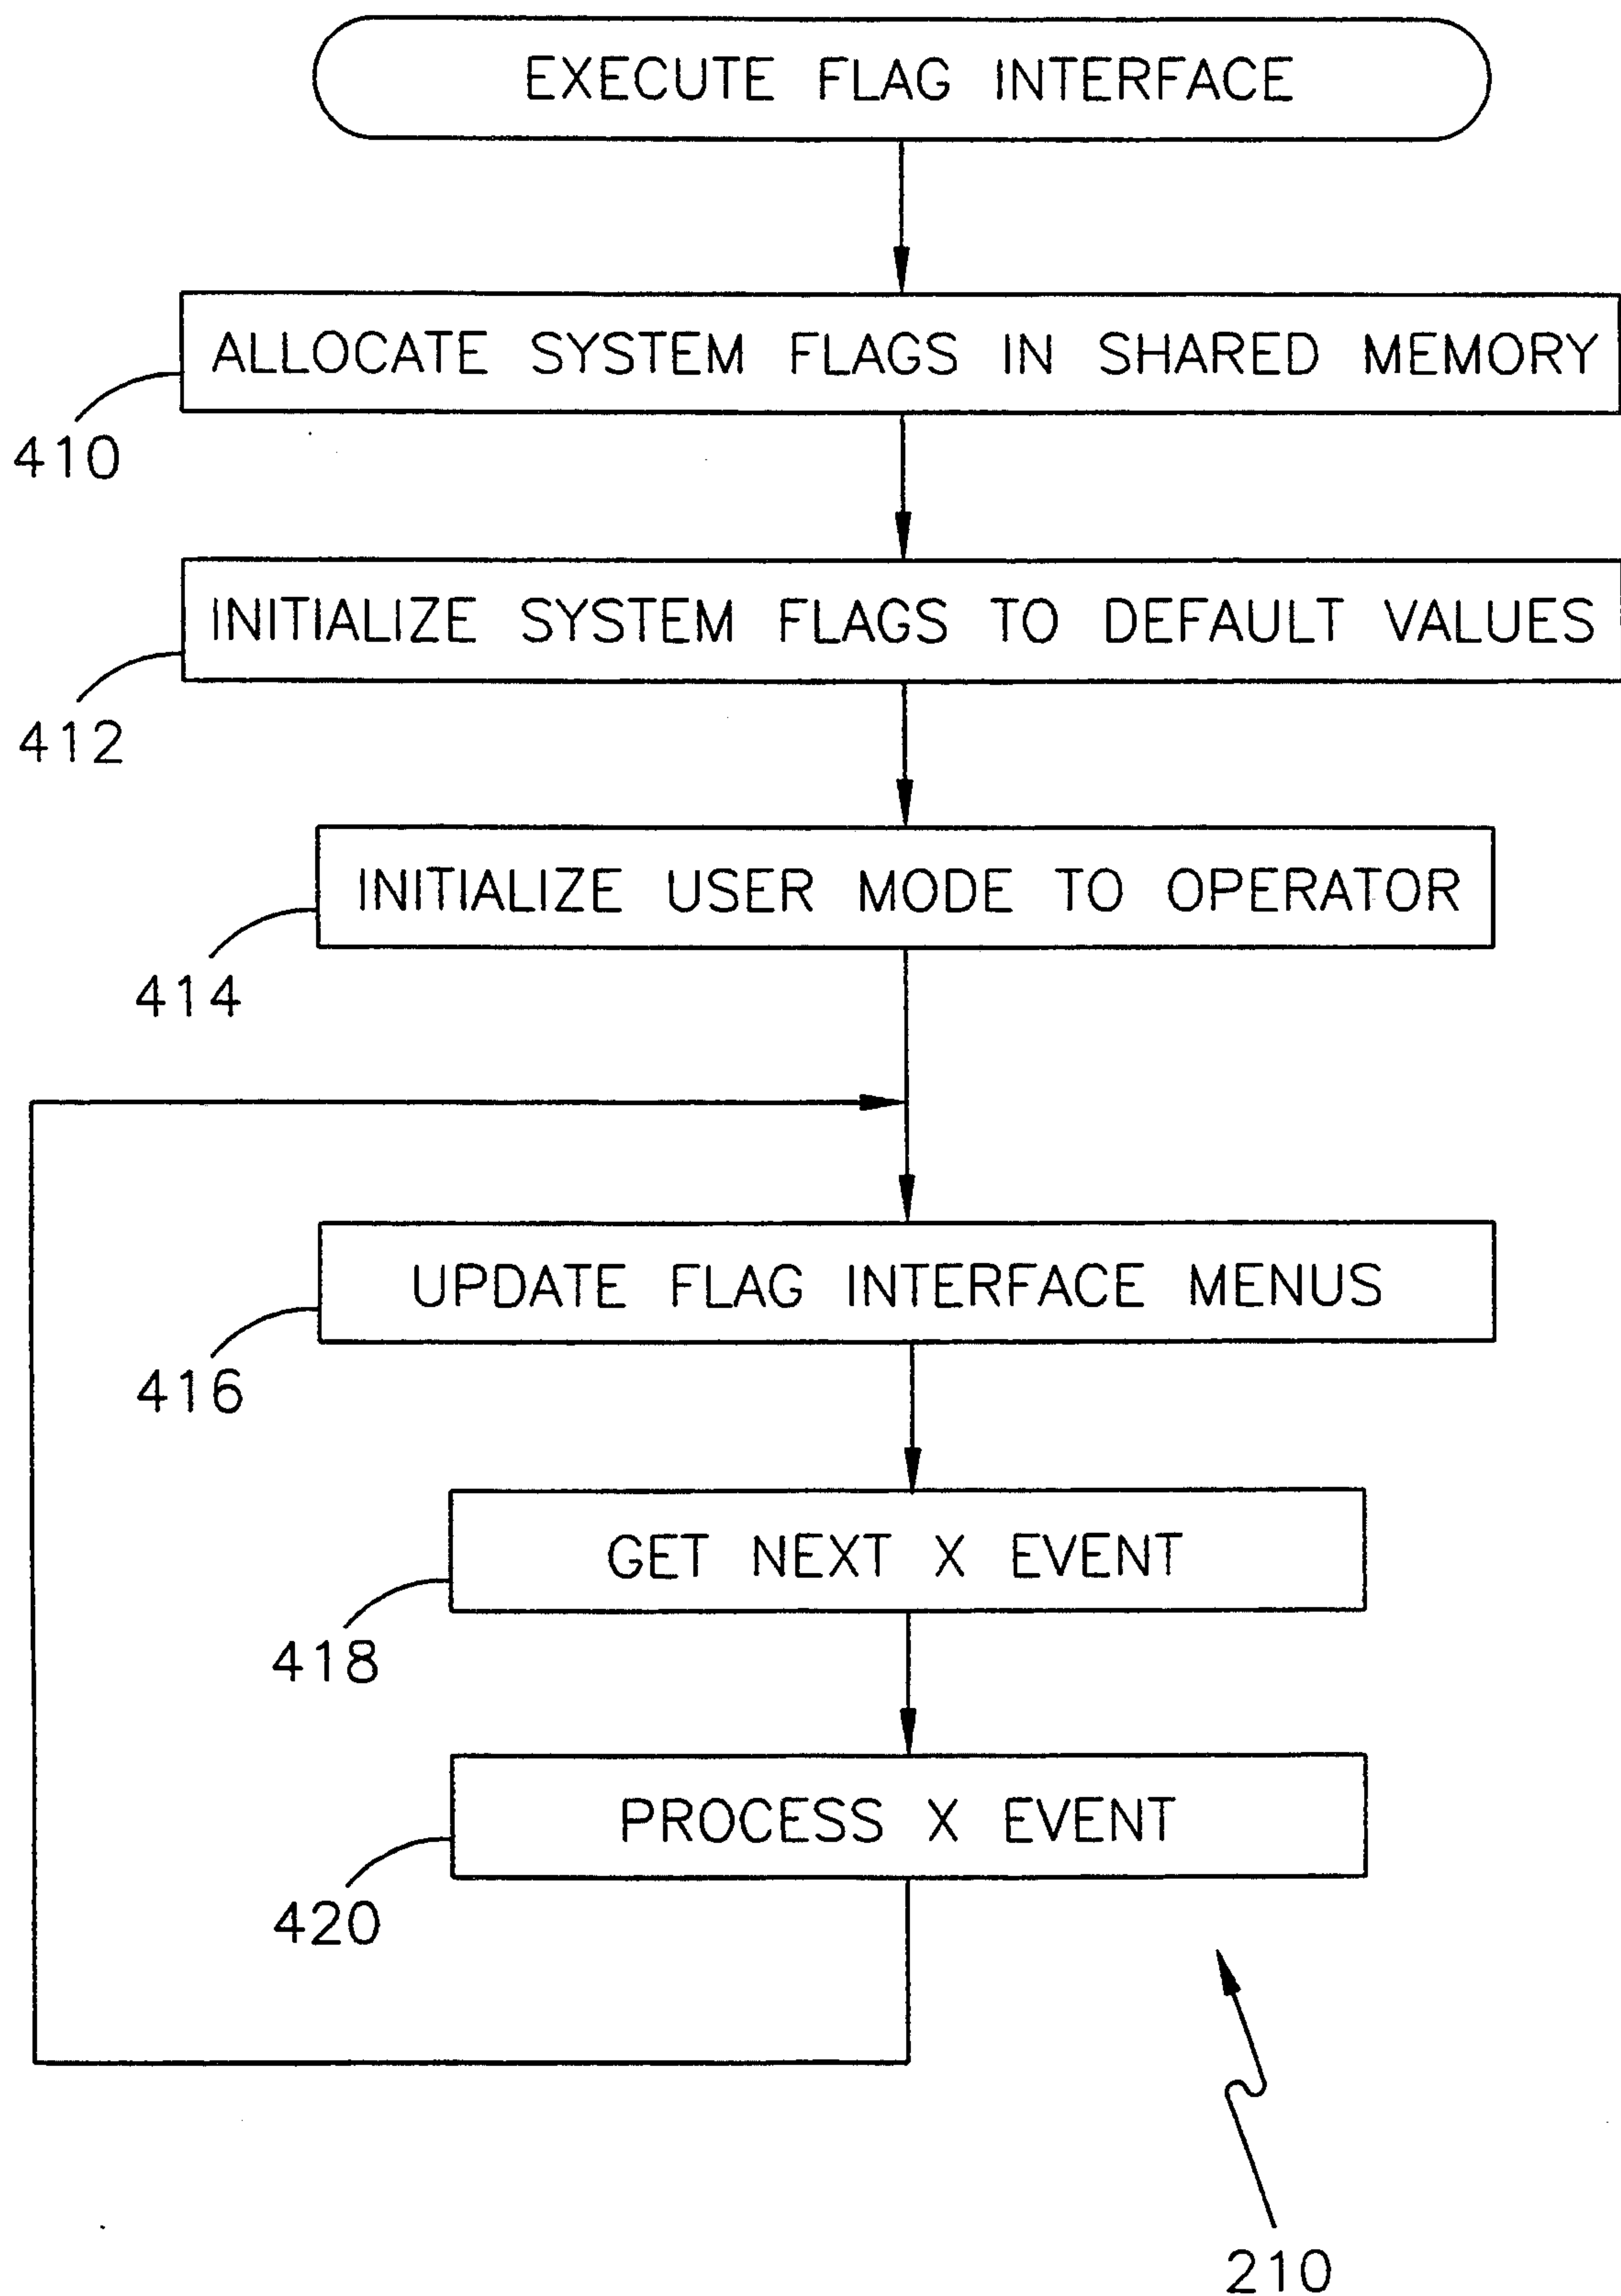 EXECUTE FLAG INTERFACE
ALLOCATE SYSTEM FLAGS IN SHARED MEMORY
410
INITIALIZE SYSTEM FLAGS TO DEFAULT VALUES
412
INITIALIZE USER MODE TO OPERATOR
414
UPDATE FLAG INTERFACE MENUS
416
GET NEXT X EVENT
418
PROCESS X EVENT
420
210